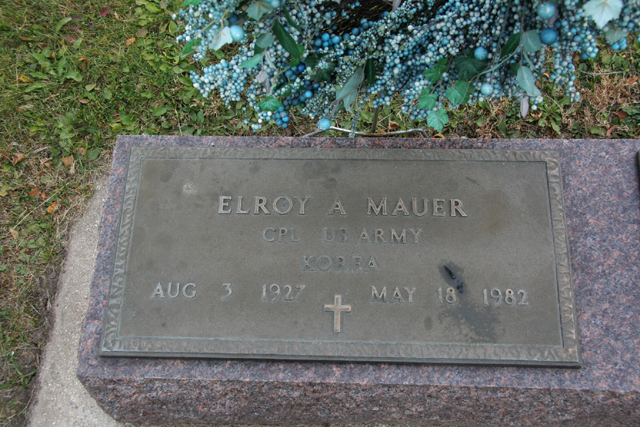 ELROY A MAUER
CPL US ARMY
KOREA
AUG 3 1927 MAY 18 1982